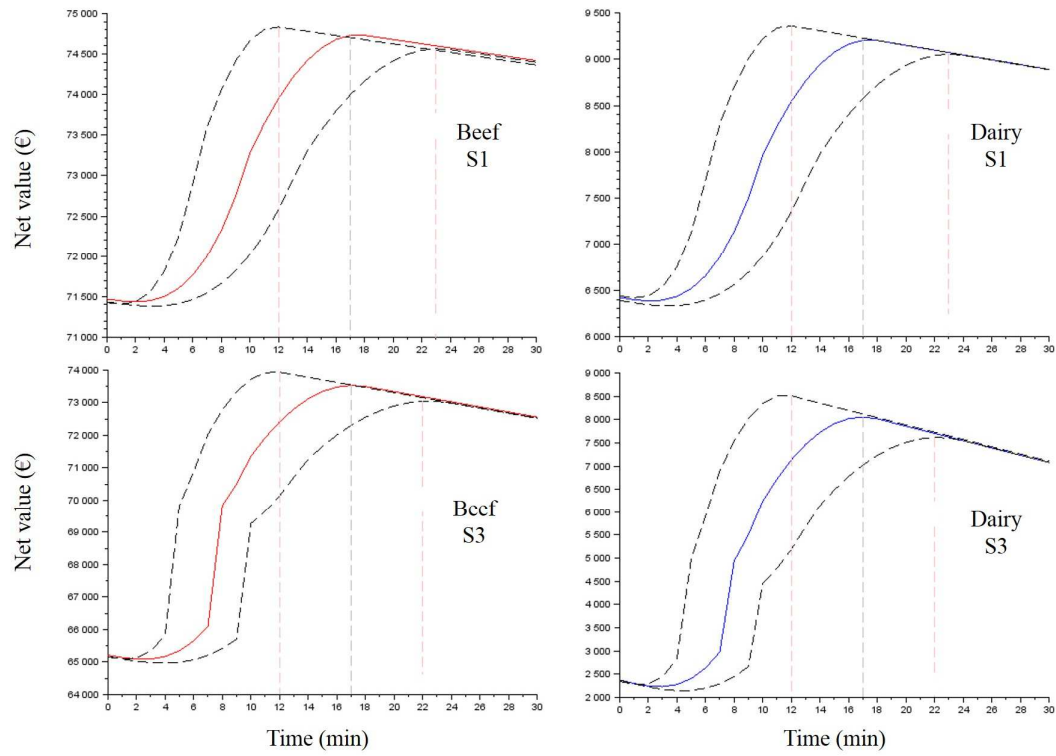 Net value (€)
75 000
74 500
74 000
73 500
73 000
72 500
72 000
71 500
71 000
Beef
S1
0 2 4 6 8 10 12 14 16 18 20 22 24 26 28 30
9 500
9 000
8 500
8 000
7 500
7 000
6 500
6 000
Dairy
S1
0 2 4 6 8 10 12 14 16 18 20 22 24 26 28 30
Net value (€)
74 000
73 000
72 000
71 000
70 000
69 000
68 000
67 000
66 000
65 000
64 000
Beef
S3
0 2 4 6 8 10 12 14 16 18 20 22 24 26 28 30
Time (min)
9 000
8 500
8 000
7 500
7 000
6 500
6 000
5 500
5 000
4 500
4 000
3 500
3 000
2 500
2 000
Dairy
S3
0 2 4 6 8 10 12 14 16 18 20 22 24 26 28 30
Time (min)